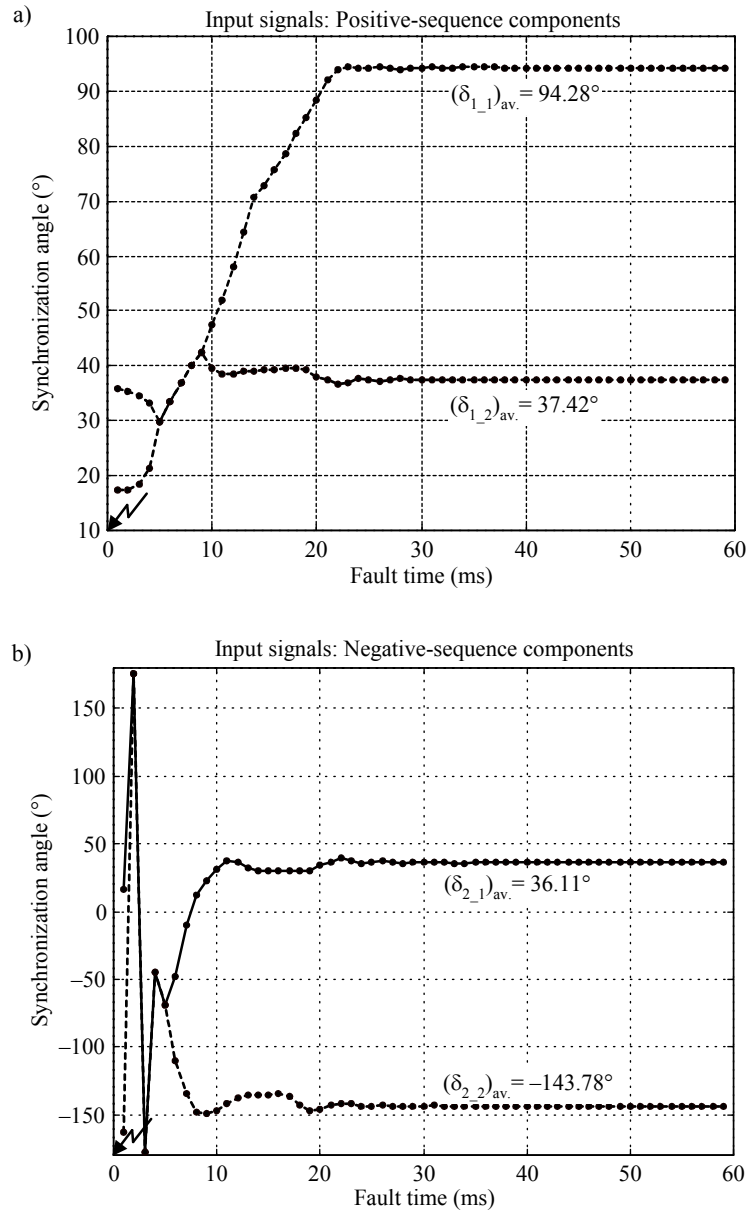 a)
Input signals: Positive-sequence components
100
90
80
70
60
50
40
30
20
10
Synchronization angle (°)
(δ1_1)av.= 94.28°
(δ1_2)av.= 37.42°
0 10 20 30 40 50 60
Fault time (ms)
b)
Input signals: Negative-sequence components
150
100
50
0
–50
–100
–150
Synchronization angle (°)
(δ2_1)av.= 36.11°
(δ2_2)av.= –143.78°
0 10 20 30 40 50 60
Fault time (ms)